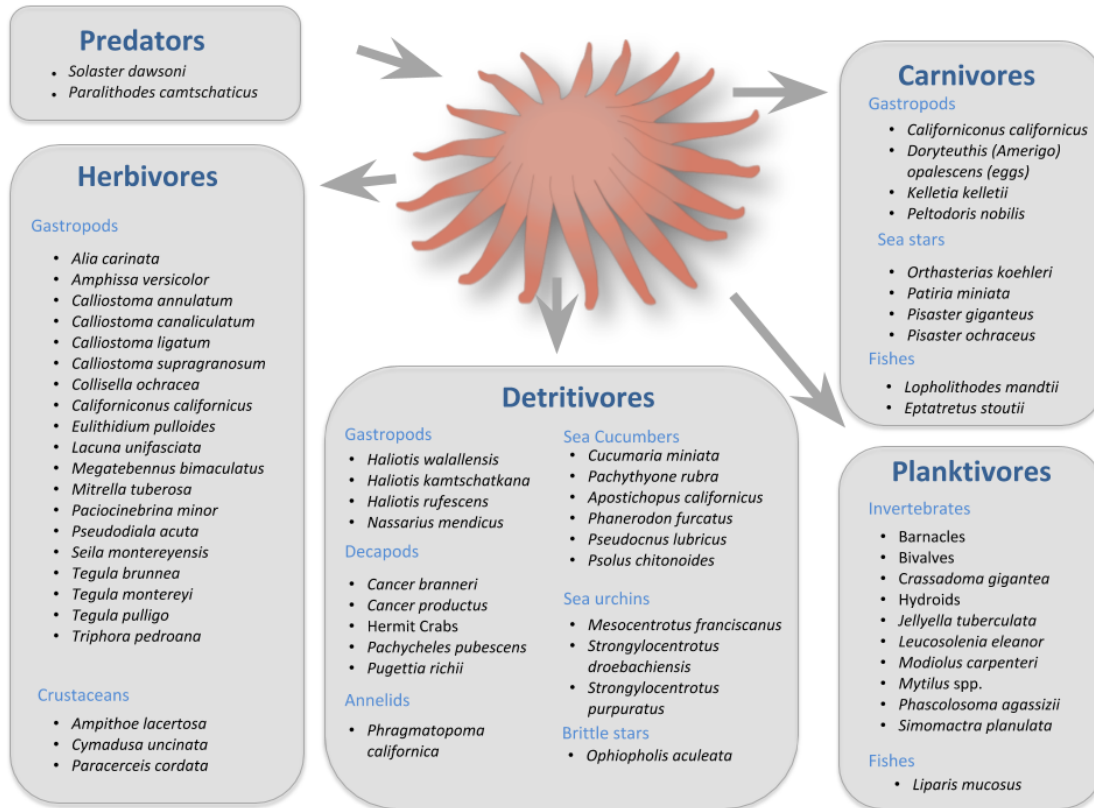 Predators
• Solaster dawsoni
• Paralithodes camtschaticus
Herbivores
Gastropods
• Alia carinata
• Amphissa versicolor
• Calliostoma annulatum
• Calliostoma canaliculatum
• Calliostoma ligatum
• Calliostoma supragranosum
• Collisella ochracea
• Californiconus californicus
• Eulithidium pulloides
• Lacuna unifasciata
• Megatebennus bimaculatus
• Mitrella tuberosa
• Paciocinebrina minor
• Pseudodiala acuta
• Seila montereyensis
• Tegula brunnea
• Tegula montereyi
• Tegula pulligo
• Triphora pedroana
Crustaceans
• Ampithoe lacertosa
• Cymadusa uncinata
• Paracerceis cordata
Detritivores
Gastropods
• Haliotis walallensis
• Haliotis kamtschatkana
• Haliotis rufescens
• Nassarius mendicus
Decapods
• Cancer branneri
• Cancer productus
• Hermit Crabs
• Pachycheles pubescens
• Pugettia richii
Annelids
• Phragmatopoma
californica
Sea Cucumbers
• Cucumaria miniata
• Pachythyone rubra
• Apostichopus californicus
• Phanerodon furcatus
• Pseudocnus lubricus
• Psolus chitonoides
Sea urchins
• Mesocentrotus franciscanus
• Strongylocentrotus
droebachiensis
• Strongylocentrotus
purpuratus
Brittle stars
• Ophiopholis aculeata
Carnivores
Gastropods
• Californiconus californicus
• Doryteuthis (Amerigo)
opalescens (eggs)
• Kelletia kelletii
• Peltodoris nobilis
Sea stars
• Orthasterias koehleri
• Patiria miniata
• Pisaster giganteus
• Pisaster ochraceus
Fishes
• Lopholithodes mandtii
• Eptatretus stoutii
Planktivores
Invertebrates
• Barnacles
• Bivalves
• Crassadoma gigantea
• Hydroids
• Jellyella tuberculata
• Leucosolenia eleanor
• Modiolus carpenteri
• Mytilus spp.
• Phascolosoma agassizii
• Simomactra planulata
Fishes
• Liparis mucosus